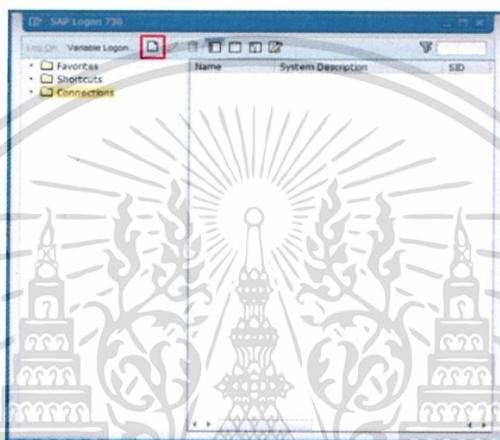 SAP Logon 730
Log On Variable Logon...
Favorites
Shortcuts
Connections
Name System Description SID